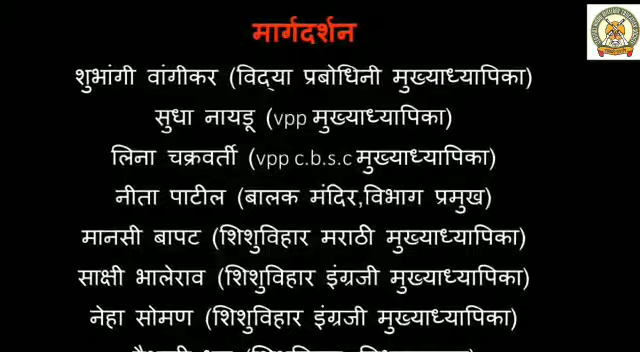 मार्गदर्शन
शुभांगी वांगीकर (विद्या प्रबोधिनी मुख्याध्यापिका)
सुधा नायडू (vpp मुख्याध्यापिका)
लिना चक्रवर्ती (vpp c.b.s.c मुख्याध्यापिका)
नीता पाटील (बालक मंदिर,विभाग प्रमुख)
मानसी बापट (शिशुविहार मराठी मुख्याध्यापिका)
साक्षी भालेराव (शिशुविहार इंग्रजी मुख्याध्यापिका)
नेहा सोमण (शिशुविहार इंग्रजी मुख्याध्यापिका)